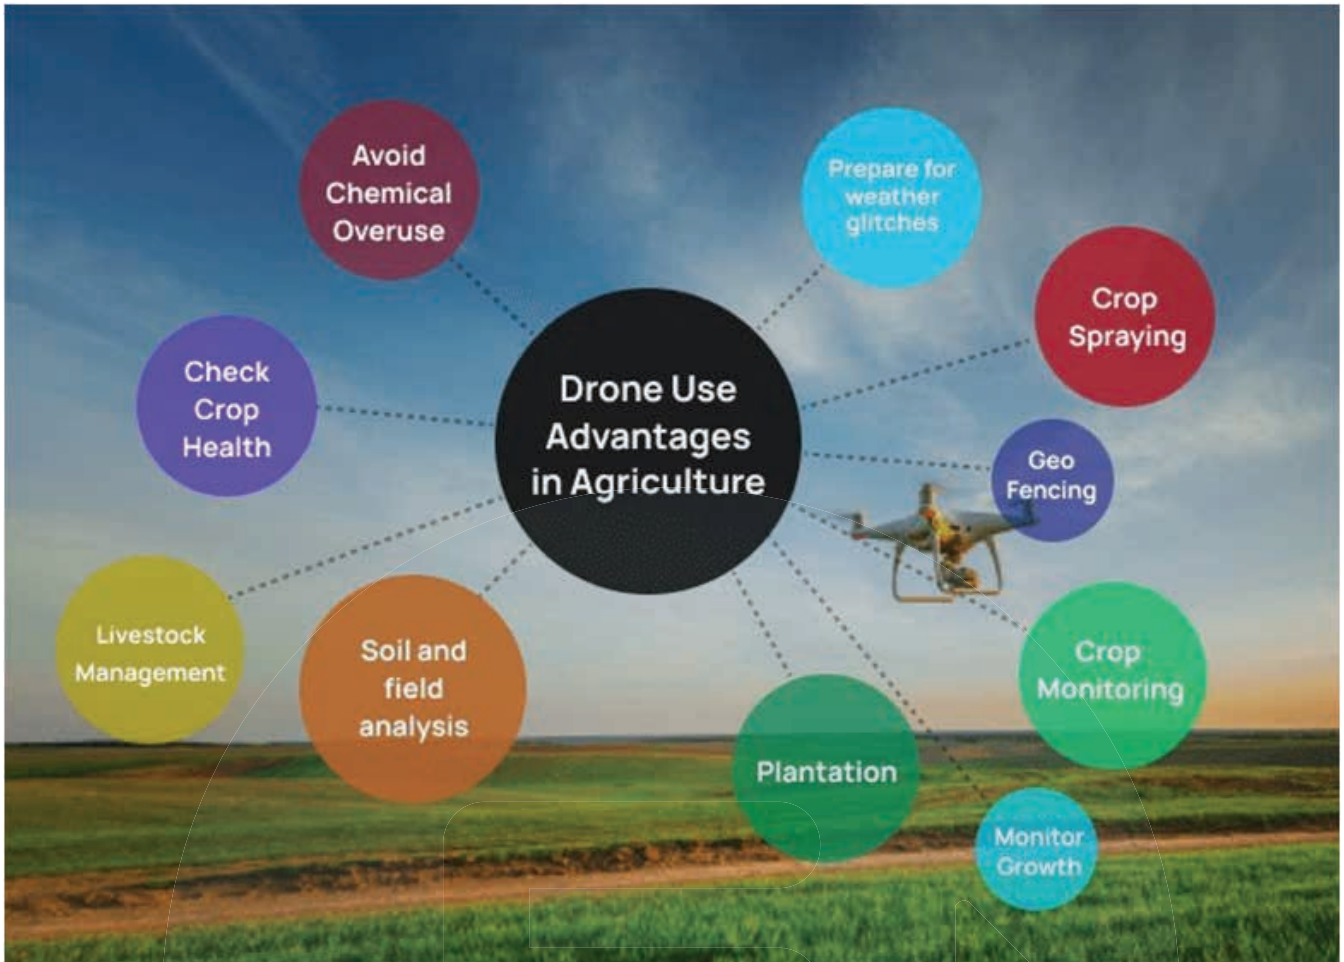 Avoid
Chemical
Overuse
Prepare for
weather
glitches
Crop
Spraying
Check
Crop
Health
Drone Use
Advantages
in Agriculture
Geo
Fencing
Livestock
Management
Soil and
field
analysis
Crop
Monitoring
Plantation
Monitor
Growth